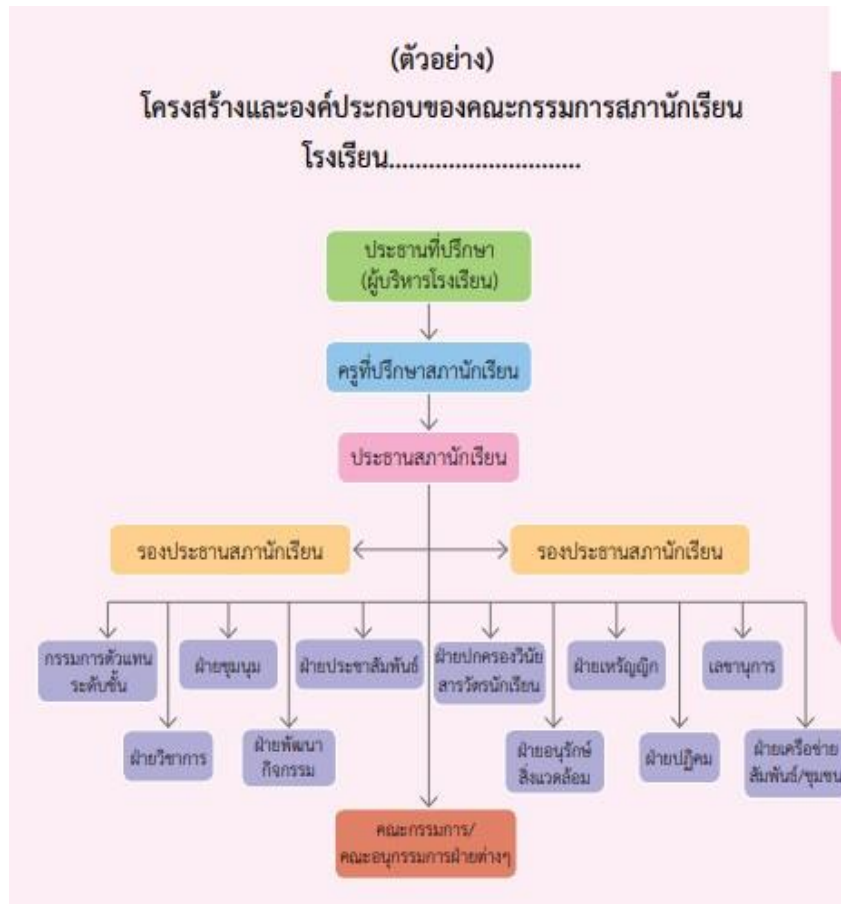 (ตัวอย่าง)
โครงสร้างและองค์ประกอบของคณะกรรมการสภานักเรียน
โรงเรียน.............................
ประธานที่ปรึกษา
(ผู้บริหารโรงเรียน)
ครูที่ปรึกษาสภานักเรียน
ประธานสภานักเรียน
รองประธานสภานักเรียน
รองประธานสภานักเรียน
กรรมการตัวแทน
ระดับชั้น
ฝ่ายชุมนุม
ฝ่ายประชาสัมพันธ์
ฝ่ายปกครองวินัย
สารวัตรนักเรียน
ฝ่ายเหรัญญิก
เลขานุการ
ฝ่ายวิชาการ
ฝ่ายพัฒนา
กิจกรรม
ฝ่ายอนุรักษ์
สิ่งแวดล้อม
ฝ่ายปฏิคม
ฝ่ายเครือข่าย
สัมพันธ์/ชุมชน
คณะกรรมการ/
คณะอนุกรรมการฝ่ายต่างๆ